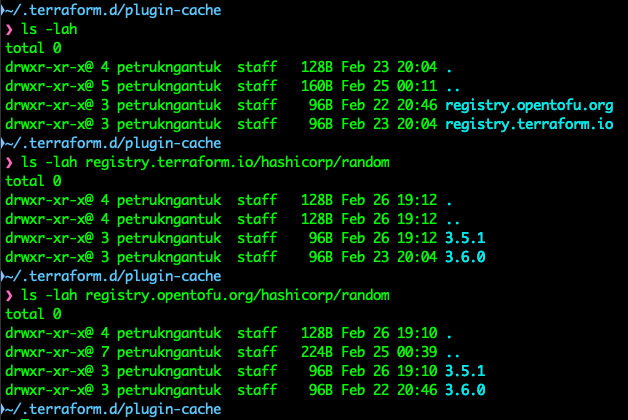 ~/.terraform.d/plugin-cache
❯ ls -lah
total 0
drwxr-xr-x@ 4 petrukngantuk  staff   128B Feb 23 20:04 .
drwxr-xr-x@ 5 petrukngantuk  staff   160B Feb 25 00:11 ..
drwxr-xr-x@ 3 petrukngantuk  staff    96B Feb 22 20:46 registry.opentofu.org
drwxr-xr-x@ 3 petrukngantuk  staff    96B Feb 23 20:04 registry.terraform.io
~/.terraform.d/plugin-cache
❯ ls -lah registry.terraform.io/hashicorp/random
total 0
drwxr-xr-x@ 4 petrukngantuk  staff   128B Feb 26 19:12 .
drwxr-xr-x@ 4 petrukngantuk  staff   128B Feb 26 19:12 ..
drwxr-xr-x@ 3 petrukngantuk  staff    96B Feb 26 19:12 3.5.1
drwxr-xr-x@ 3 petrukngantuk  staff    96B Feb 23 20:04 3.6.0
~/.terraform.d/plugin-cache
❯ ls -lah registry.opentofu.org/hashicorp/random
total 0
drwxr-xr-x@ 4 petrukngantuk  staff   128B Feb 26 19:10 .
drwxr-xr-x@ 7 petrukngantuk  staff   224B Feb 25 00:39 ..
drwxr-xr-x@ 3 petrukngantuk  staff    96B Feb 26 19:10 3.5.1
drwxr-xr-x@ 3 petrukngantuk  staff    96B Feb 22 20:46 3.6.0
~/.terraform.d/plugin-cache